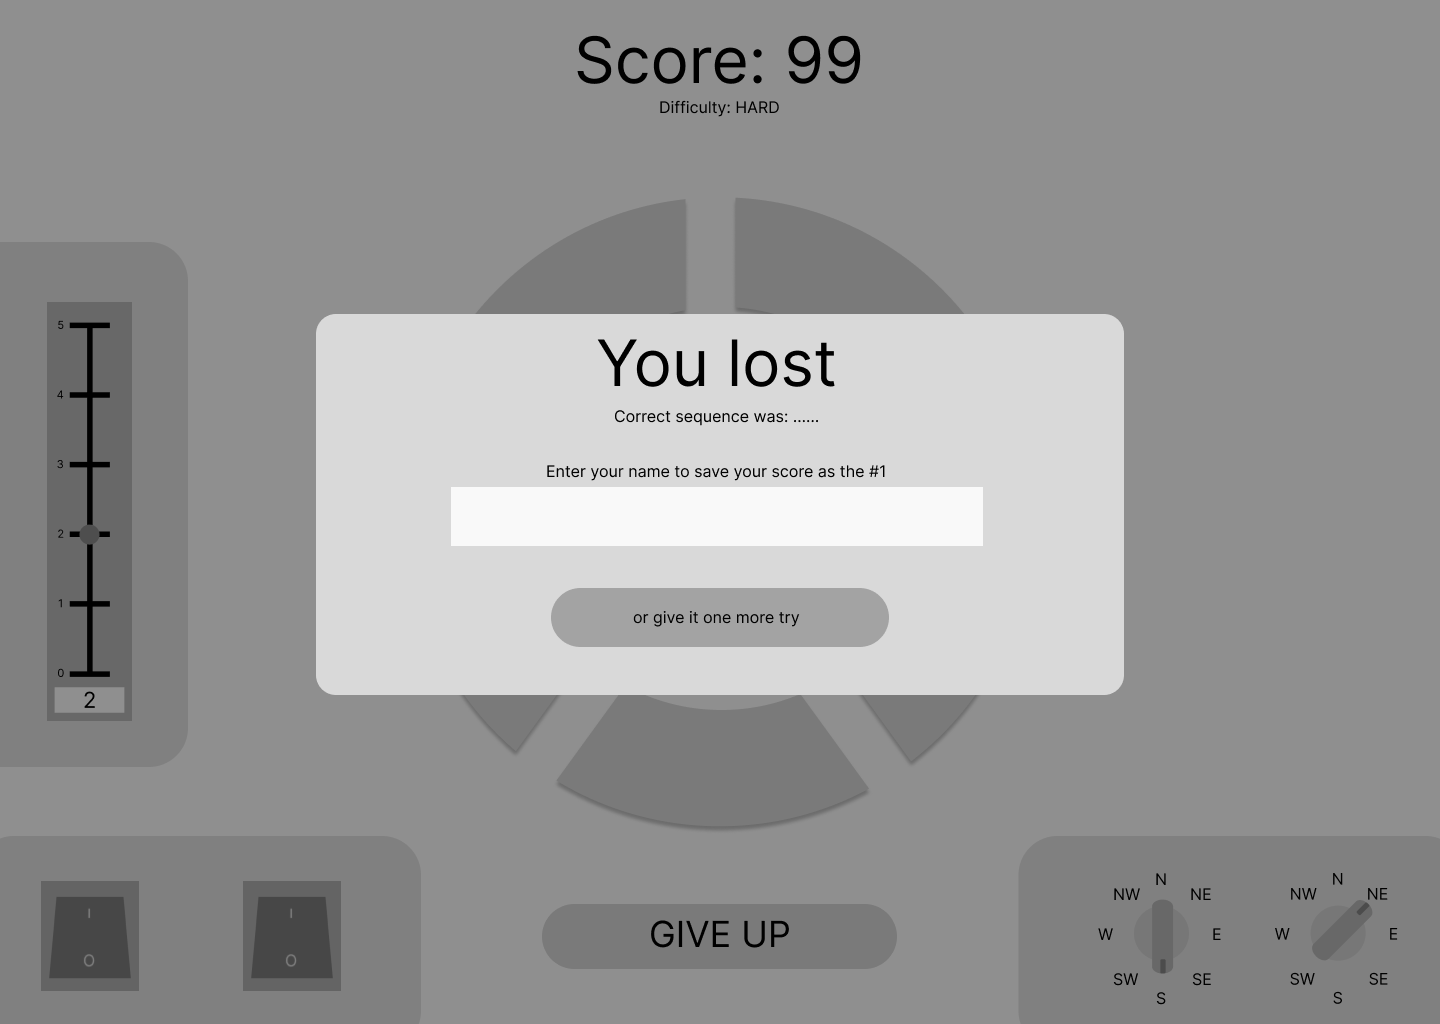 Score: 99
Difficulty: HARD
You lost
Correct sequence was: ......
Enter your name to save your score as the #1
or give it one more try
5
4
3
2
1
0
2
I
O
I
O
GIVE UP
N
NW NE
W E
SW SE
S
N
NW NE
W E
SW SE
S